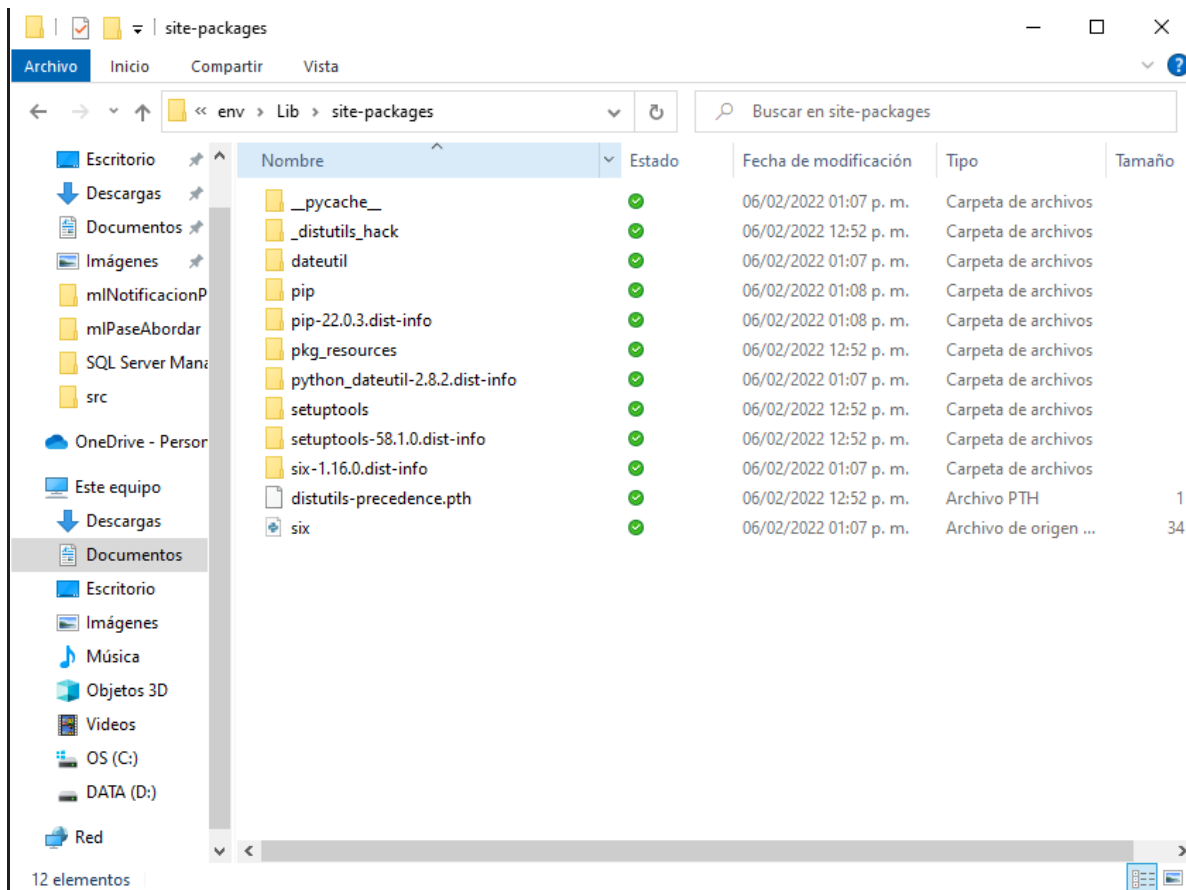 site-packages
Archivo Inicio Compartir Vista
« env > Lib > site-packages Buscar en site-packages
Nombre Estado Fecha de modificación Tipo Tamaño
Escritorio
Descargas
Documentos
Imágenes
mlNotificacionP
mlPaseAbordar
SQL Server Mana
src
OneDrive - Person
Este equipo
Descargas
Documentos
Escritorio
Imágenes
Música
Objetos 3D
Videos
OS (C:)
DATA (D:)
Red
__pycache__ 06/02/2022 01:07 p. m. Carpeta de archivos
_distutils_hack 06/02/2022 12:52 p. m. Carpeta de archivos
dateutil 06/02/2022 01:07 p. m. Carpeta de archivos
pip 06/02/2022 01:08 p. m. Carpeta de archivos
pip-22.0.3.dist-info 06/02/2022 01:08 p. m. Carpeta de archivos
pkg_resources 06/02/2022 12:52 p. m. Carpeta de archivos
python_dateutil-2.8.2.dist-info 06/02/2022 01:07 p. m. Carpeta de archivos
setuptools 06/02/2022 12:52 p. m. Carpeta de archivos
setuptools-58.1.0.dist-info 06/02/2022 12:52 p. m. Carpeta de archivos
six-1.16.0.dist-info 06/02/2022 01:07 p. m. Carpeta de archivos
distutils-precedence.pth 06/02/2022 12:52 p. m. Archivo PTH 1
six 06/02/2022 01:07 p. m. Archivo de origen ... 34
12 elementos